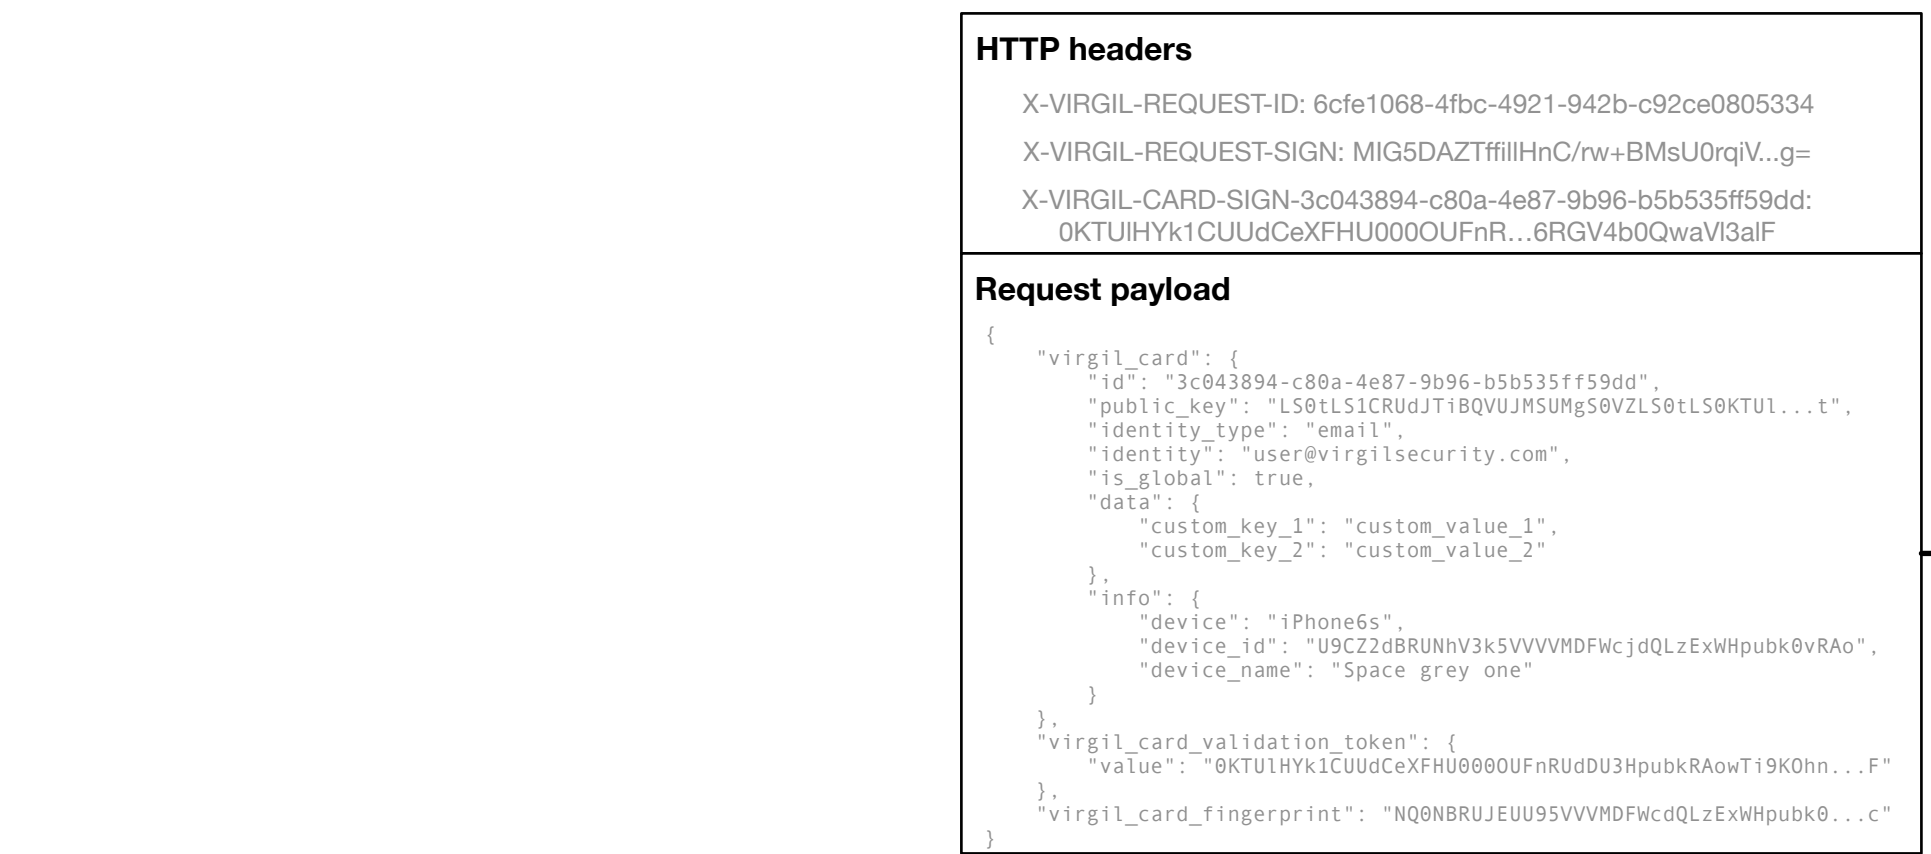 HTTP headers
X-VIRGIL-REQUEST-ID: 6cfe1068-4fbc-4921-942b-c92ce0805334
X-VIRGIL-REQUEST-SIGN: MIG5DAZTffillHnC/rw+BMsU0rqiV...g=
X-VIRGIL-CARD-SIGN-3c043894-c80a-4e87-9b96-b5b535ff59dd:
0KTUlHYk1CUUdCeXFHU000OUFnR…6RGV4b0QwaVl3alF
Request payload
{
    "virgil_card": {
        "id": "3c043894-c80a-4e87-9b96-b5b535ff59dd",
        "public_key": "LS0tLS1CRUdJTiBQVUJMSUMgS0VZLS0tLS0KTUl...t",
        "identity_type": "email",
        "identity": "user@virgilsecurity.com",
        "is_global": true,
        "data": {
            "custom_key_1": "custom_value_1",
            "custom_key_2": "custom_value_2"
        },
        "info": {
            "device": "iPhone6s",
            "device_id": "U9CZ2dBRUNhV3k5VVVVMDFWcjdQLzExWHpubk0vRAo",
            "device_name": "Space grey one"
        }
    },
    "virgil_card_validation_token": {
        "value": "0KTUlHYk1CUUdCeXFHU000OUFnRUdDU3HpubkRAowTi9KOhn...F"
    },
    "virgil_card_fingerprint": "NQ0NBRUJEUU95VVVMDFWcdQLzExWHpubk0...c"
}